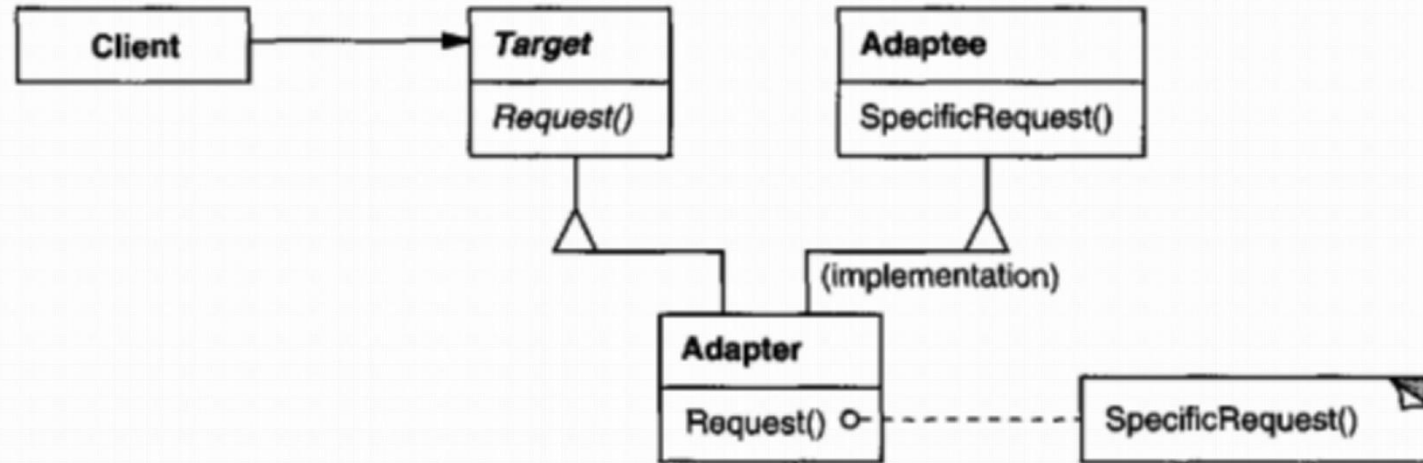 Client
Target
Request()
Adaptee
SpecificRequest()
(implementation)
Adapter
Request()
SpecificRequest()